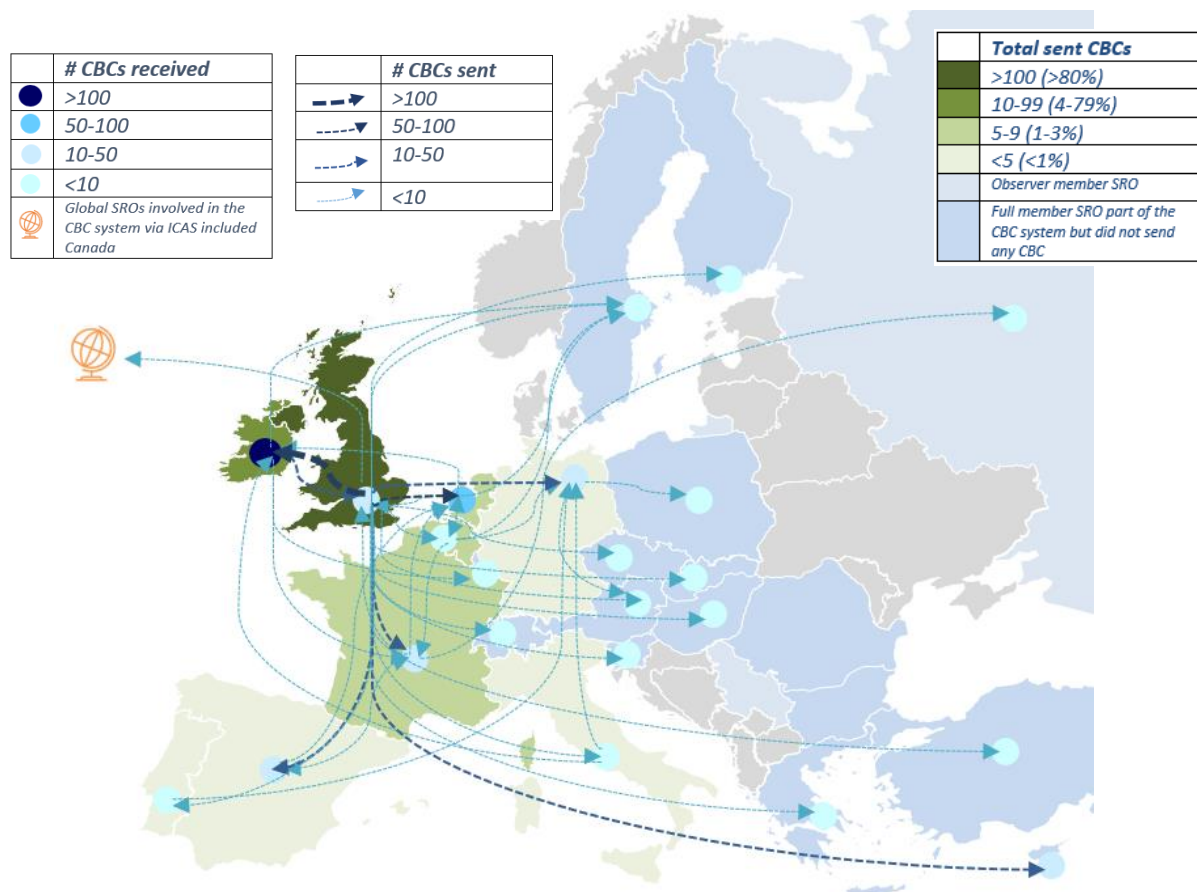 # CBCs received
>100
50-100
10-50
<10
Global SROs involved in the
CBC system via ICAS included
Canada
# CBCs sent
>100
50-100
10-50
<10
Total sent CBCs
>100 (>80%)
10-99 (4-79%)
5-9 (1-3%)
<5 (<1%)
Observer member SRO
Full member SRO part of the
CBC system but did not send
any CBC